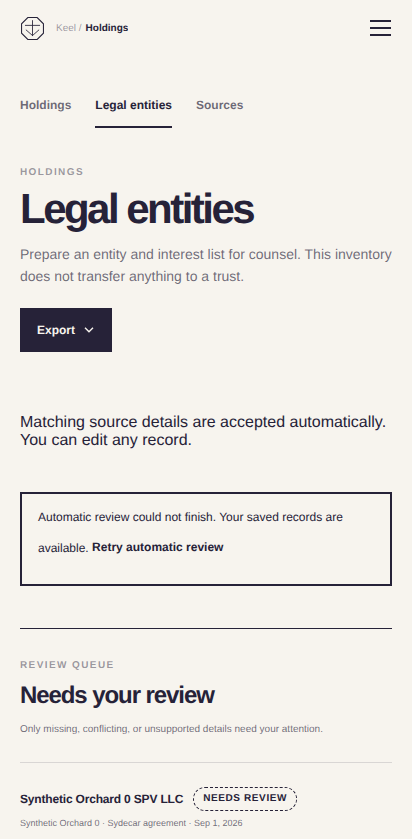 Keel / Holdings
Holdings Legal entities Sources
HOLDINGS
Legal entities
Prepare an entity and interest list for counsel. This inventory
does not transfer anything to a trust.
Export
Matching source details are accepted automatically.
You can edit any record.
Automatic review could not finish. Your saved records are
available. Retry automatic review
REVIEW QUEUE
Needs your review
Only missing, conflicting, or unsupported details need your attention.
Synthetic Orchard 0 SPV LLC NEEDS REVIEW
Synthetic Orchard 0 · Sydecar agreement · Sep 1, 2026